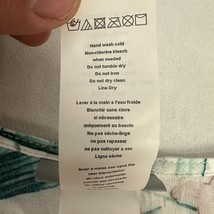 Hand wash cold
Non-chlorine bleach
when needed
Do not tumble dry
Do not iron
Do not dry clean
Line Dry
Laver à la main a l'eau froide
Blanchir sans clore
si nécessaire
uniquement au besoin
Ne pas sèche-linge
ne pas repasser
ne pas nettoyer a sec
Ligne séche